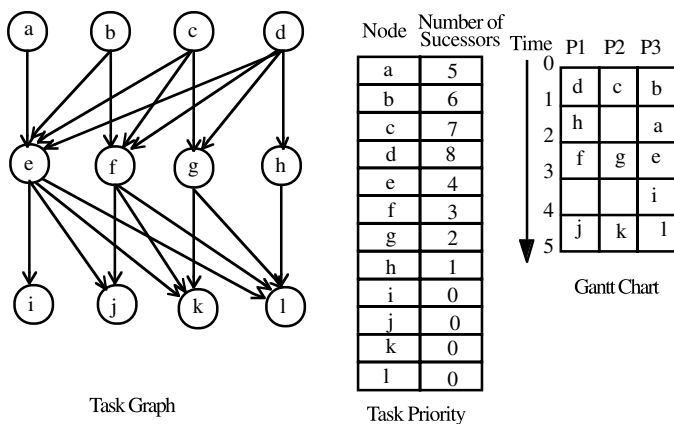 a b c d
e f g h
i j k l
Task Graph
Node Number of Sucessors
a 5
b 6
c 7
d 8
e 4
f 3
g 2
h 1
i 0
j 0
k 0
l 0
Task Priority
Time P1 P2 P3
0
d c b
1
h a
2
f g e
3
i
4
j k l
5
Gantt Chart